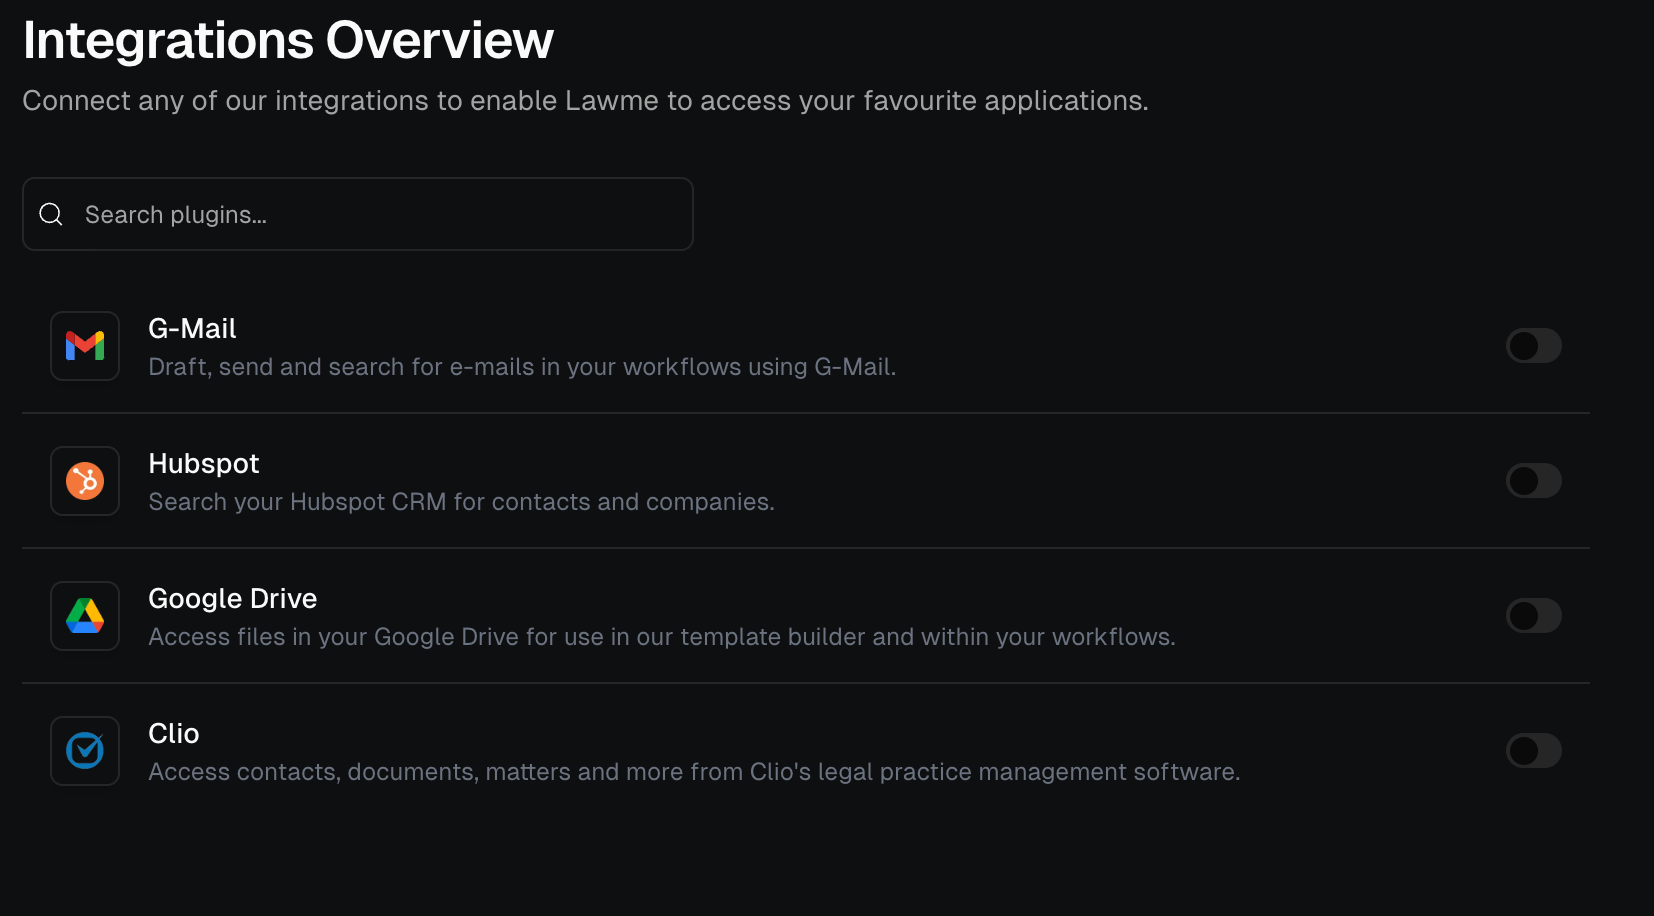 Integrations Overview
Connect any of our integrations to enable Lawme to access your favourite applications.
Search plugins...
G-Mail
Draft, send and search for e-mails in your workflows using G-Mail.
Hubspot
Search your Hubspot CRM for contacts and companies.
Google Drive
Access files in your Google Drive for use in our template builder and within your workflows.
Clio
Access contacts, documents, matters and more from Clio's legal practice management software.